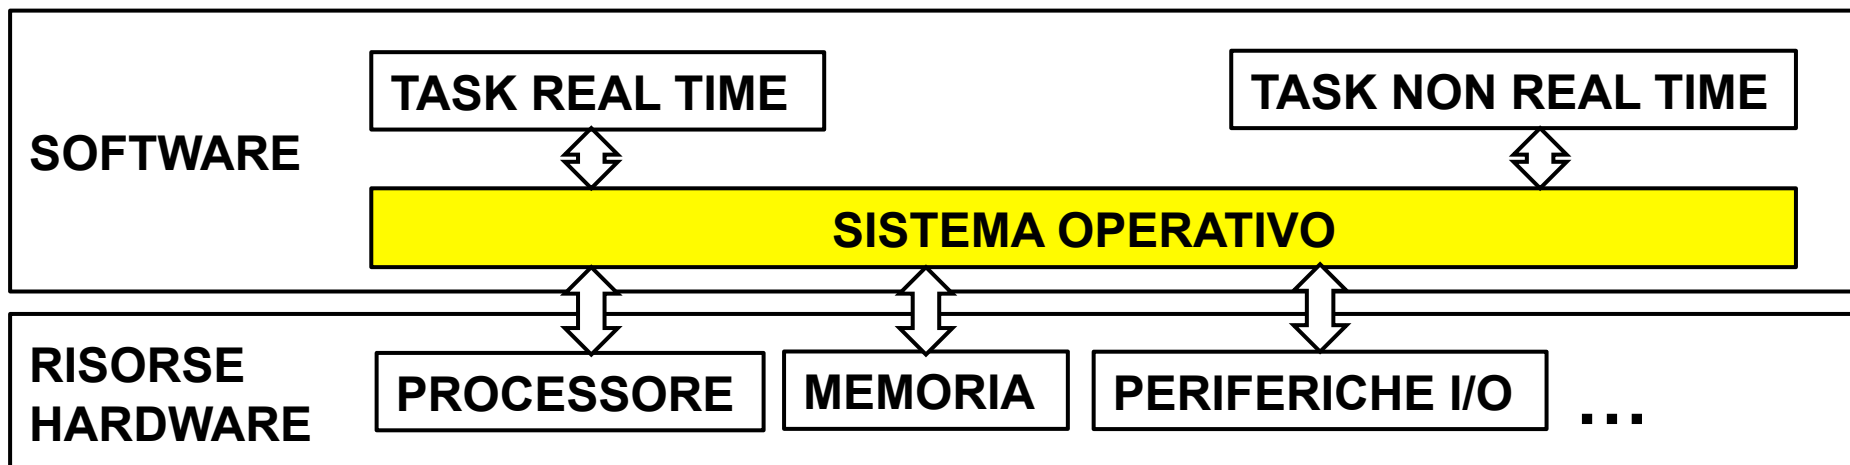 SOFTWARE
TASK REAL TIME
TASK NON REAL TIME
SISTEMA OPERATIVO
RISORSE
HARDWARE
PROCESSORE
MEMORIA
PERIFERICHE I/O
...